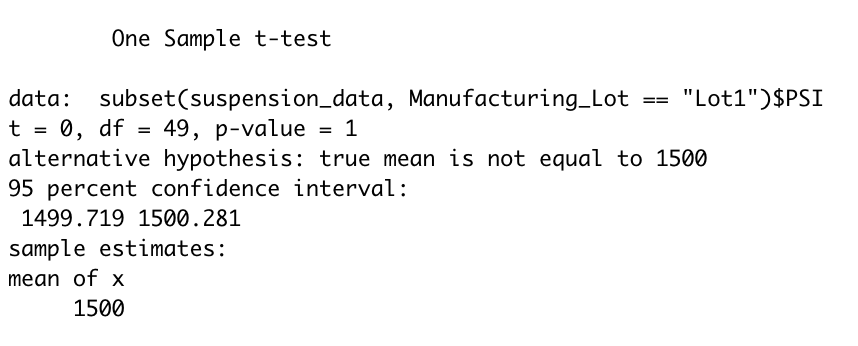 One Sample t-test
data:  subset(suspension_data, Manufacturing_Lot == "Lot1")$PSI
t = 0, df = 49, p-value = 1
alternative hypothesis: true mean is not equal to 1500
95 percent confidence interval:
 1499.719 1500.281
sample estimates:
mean of x
     1500